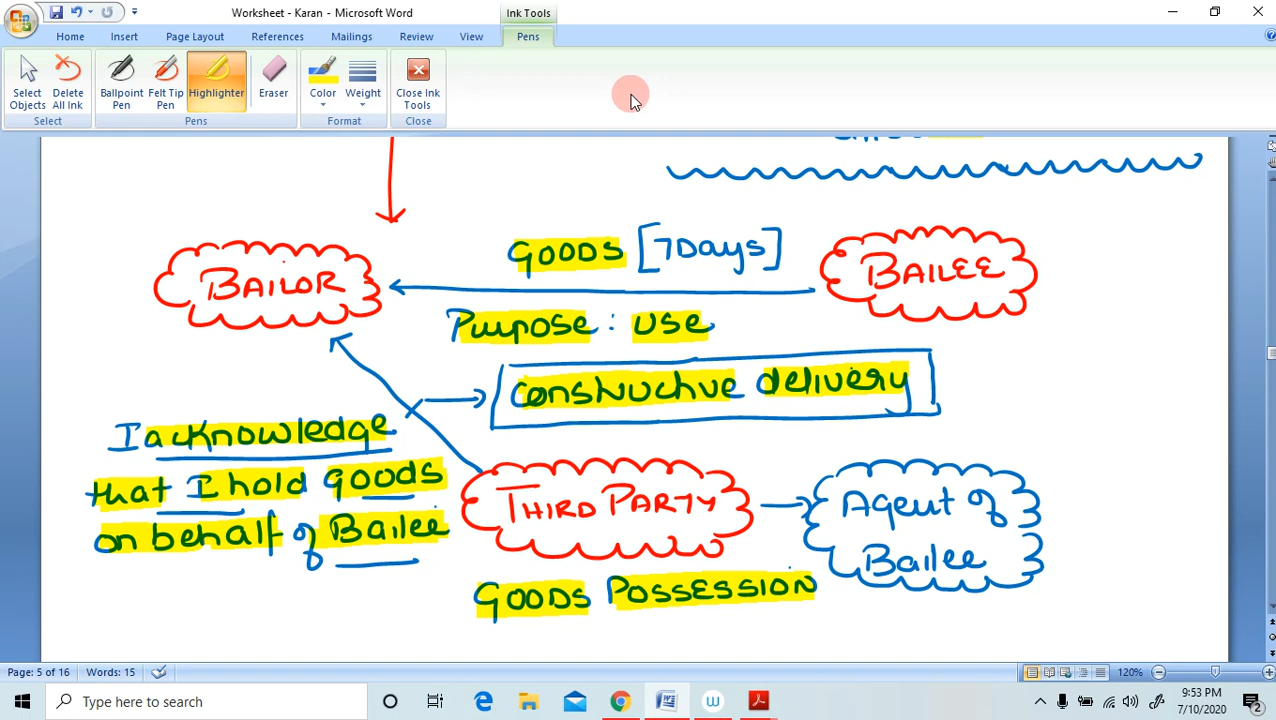 Worksheet - Karan - Microsoft Word
Ink Tools
Home Insert Page Layout References Mailings Review View Pens
Select Objects
Delete All Ink
Ballpoint Pen
Felt Tip Pen
Highlighter
Eraser
Color
Weight
Close Ink Tools
Select Pens Format Close
GOODS [7Days]
BAILOR
BAILEE
Purpose : Use
Constructive delivery
I acknowledge
that I hold goods
on behalf of Bailee
THIRD PARTY
Agent of
Bailee
GOODS POSSESSION
Page: 5 of 16 Words: 15 120%
Type here to search
9:53 PM
7/10/2020
2